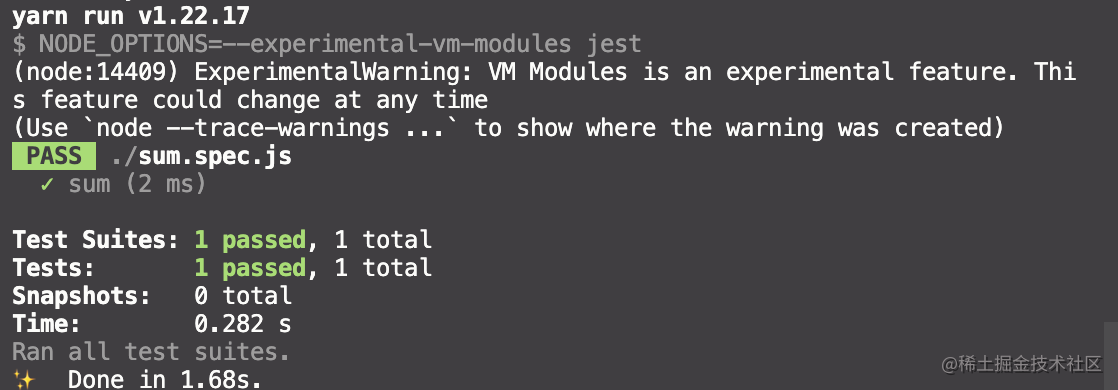 yarn run v1.22.17
$ NODE_OPTIONS=--experimental-vm-modules jest
(node:14409) ExperimentalWarning: VM Modules is an experimental feature. Thi
s feature could change at any time
(Use `node --trace-warnings ...` to show where the warning was created)
PASS ./sum.spec.js
✓ sum (2 ms)
Test Suites: 1 passed, 1 total
Tests: 1 passed, 1 total
Snapshots: 0 total
Time: 0.282 s
Ran all test suites.
✨ Done in 1.68s.
@稀土掘金技术社区